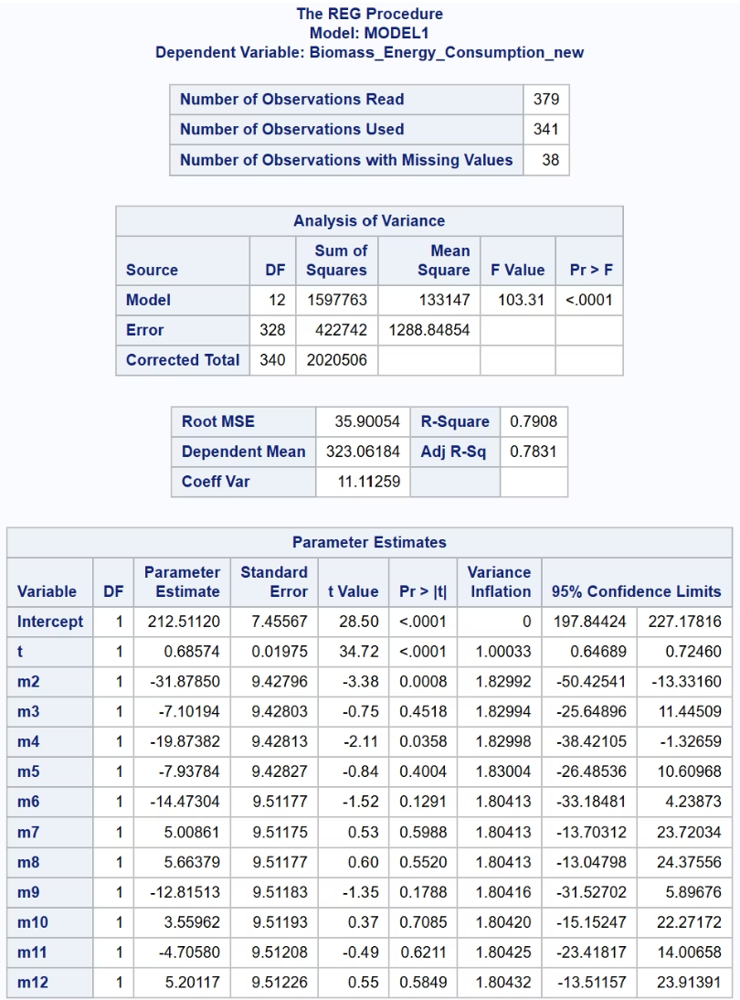 The REG Procedure
Model: MODEL1
Dependent Variable: Biomass_Energy_Consumption_new
Number of Observations Read 379
Number of Observations Used 341
Number of Observations with Missing Values 38
Analysis of Variance
Source DF Sum of Squares Mean Square F Value Pr > F
Model 12 1597763 133147 103.31 <.0001
Error 328 422742 1288.84854
Corrected Total 340 2020506
Root MSE 35.90054 R-Square 0.7908
Dependent Mean 323.06184 Adj R-Sq 0.7831
Coeff Var 11.11259
Parameter Estimates
Variable DF Parameter Estimate Standard Error t Value Pr > |t| Variance Inflation 95% Confidence Limits
Intercept 1 212.51120 7.45567 28.50 <.0001 0 197.84424 227.17816
t 1 0.68574 0.01975 34.72 <.0001 1.00033 0.64689 0.72460
m2 1 -31.87850 9.42796 -3.38 0.0008 1.82992 -50.42541 -13.33160
m3 1 -7.10194 9.42803 -0.75 0.4518 1.82994 -25.64896 11.44509
m4 1 -19.87382 9.42813 -2.11 0.0358 1.82998 -38.42105 -1.32659
m5 1 -7.93784 9.42827 -0.84 0.4004 1.83004 -26.48536 10.60968
m6 1 -14.47304 9.51177 -1.52 0.1291 1.80413 -33.18481 4.23873
m7 1 5.00861 9.51175 0.53 0.5988 1.80413 -13.70312 23.72034
m8 1 5.66379 9.51177 0.60 0.5520 1.80413 -13.04798 24.37556
m9 1 -12.81513 9.51183 -1.35 0.1788 1.80416 -31.52702 5.89676
m10 1 3.55962 9.51193 0.37 0.7085 1.80420 -15.15247 22.27172
m11 1 -4.70580 9.51208 -0.49 0.6211 1.80425 -23.41817 14.00658
m12 1 5.20117 9.51226 0.55 0.5849 1.80432 -13.51157 23.91391